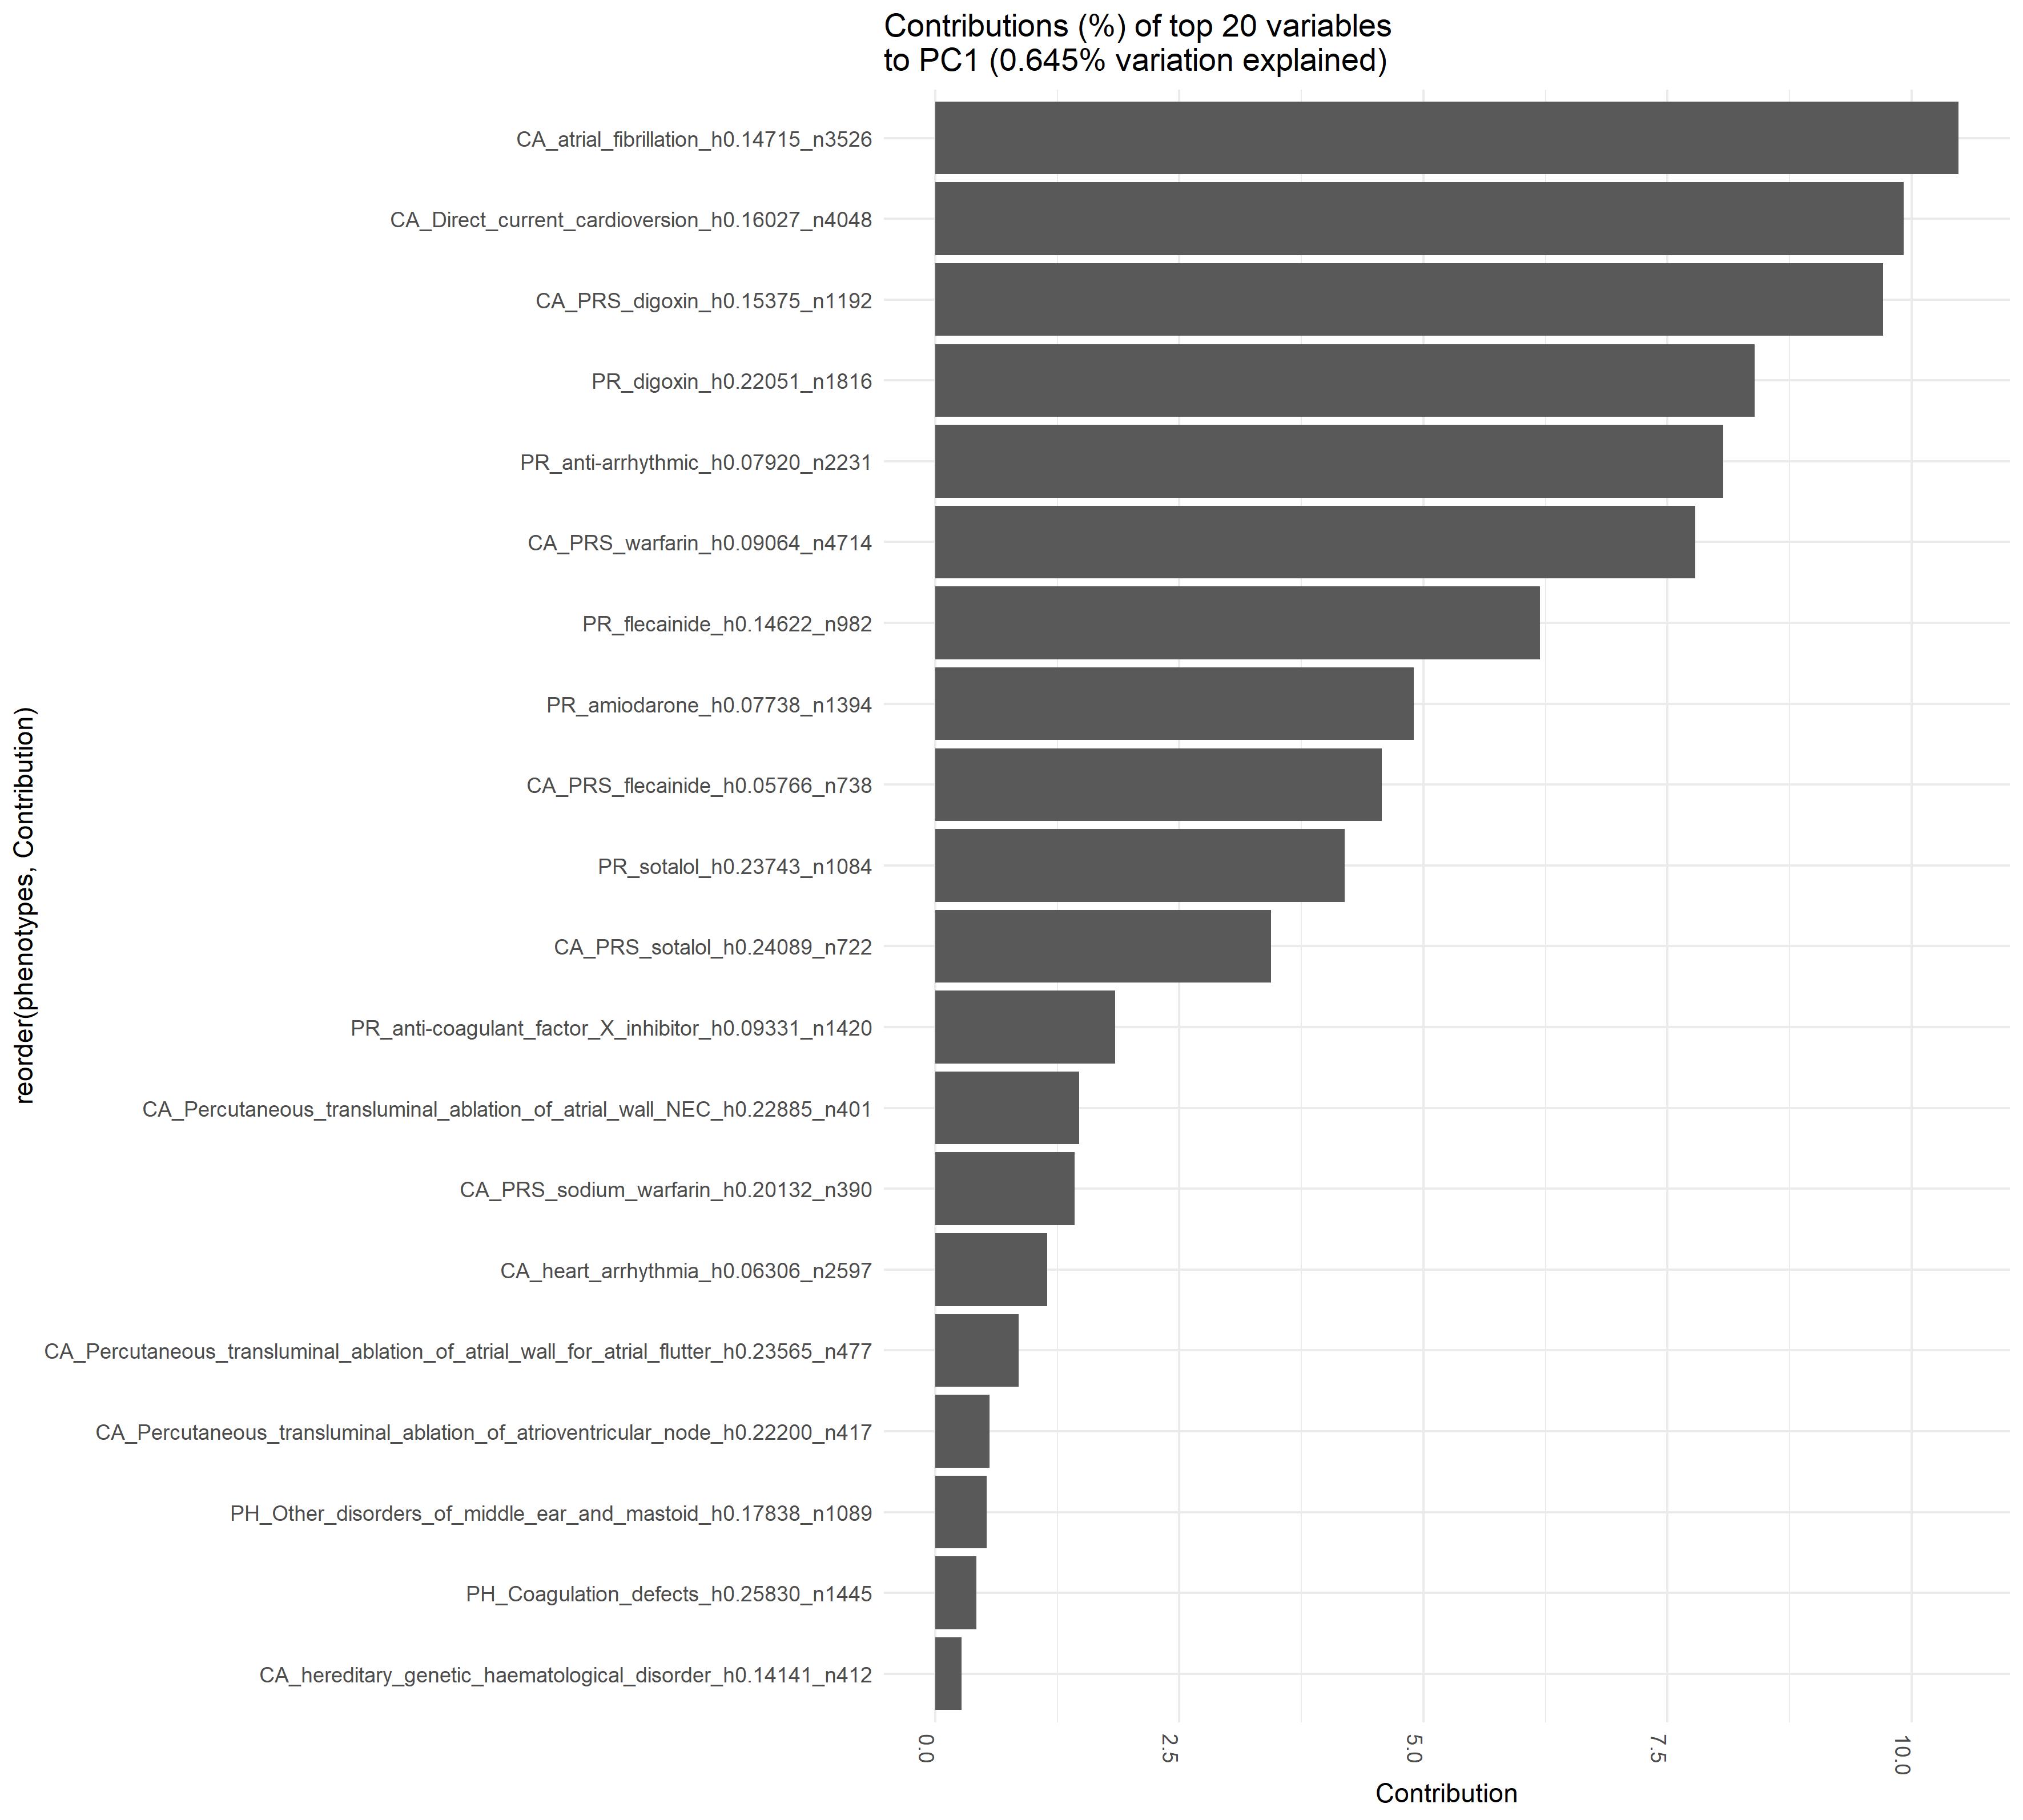 Contributions (%) of top 20 variables
to PC1 (0.645% variation explained)
CA_atrial_fibrillation_h0.14715_n3526
CA_Direct_current_cardioversion_h0.16027_n4048
CA_PRS_digoxin_h0.15375_n1192
PR_digoxin_h0.22051_n1816
PR_anti-arrhythmic_h0.07920_n2231
CA_PRS_warfarin_h0.09064_n4714
PR_flecainide_h0.14622_n982
PR_amiodarone_h0.07738_n1394
CA_PRS_flecainide_h0.05766_n738
PR_sotalol_h0.23743_n1084
CA_PRS_sotalol_h0.24089_n722
PR_anti-coagulant_factor_X_inhibitor_h0.09331_n1420
CA_Percutaneous_transluminal_ablation_of_atrial_wall_NEC_h0.22885_n401
CA_PRS_sodium_warfarin_h0.20132_n390
CA_heart_arrhythmia_h0.06306_n2597
CA_Percutaneous_transluminal_ablation_of_atrial_wall_for_atrial_flutter_h0.23565_n477
CA_Percutaneous_transluminal_ablation_of_atrioventricular_node_h0.22200_n417
PH_Other_disorders_of_middle_ear_and_mastoid_h0.17838_n1089
PH_Coagulation_defects_h0.25830_n1445
CA_hereditary_genetic_haematological_disorder_h0.14141_n412
reorder(phenotypes, Contribution)
0.0
2.5
5.0
7.5
10.0
Contribution